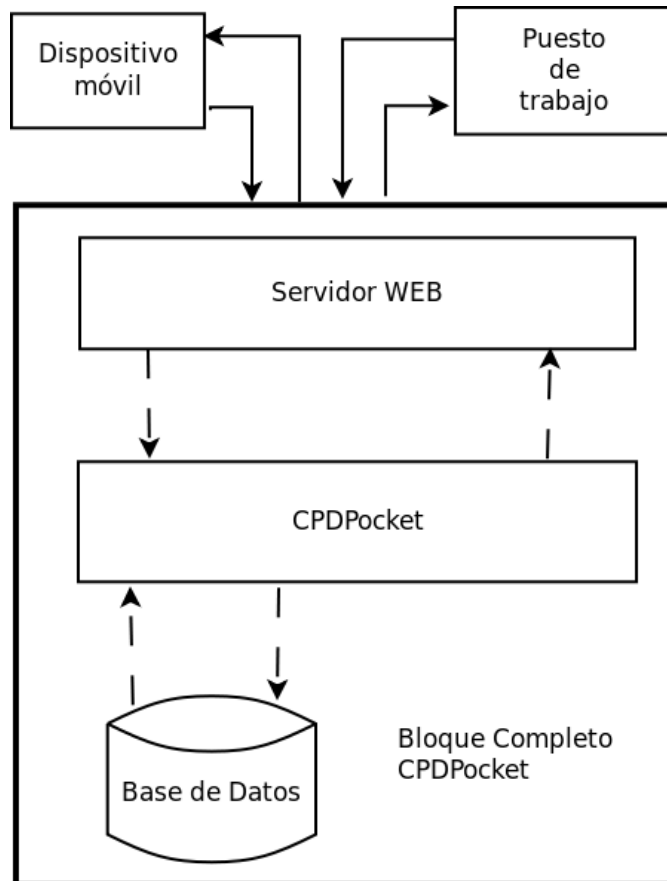 Dispositivo
móvil
Puesto
de
trabajo
Servidor WEB
CPDPocket
Bloque Completo
CPDPocket
Base de Datos